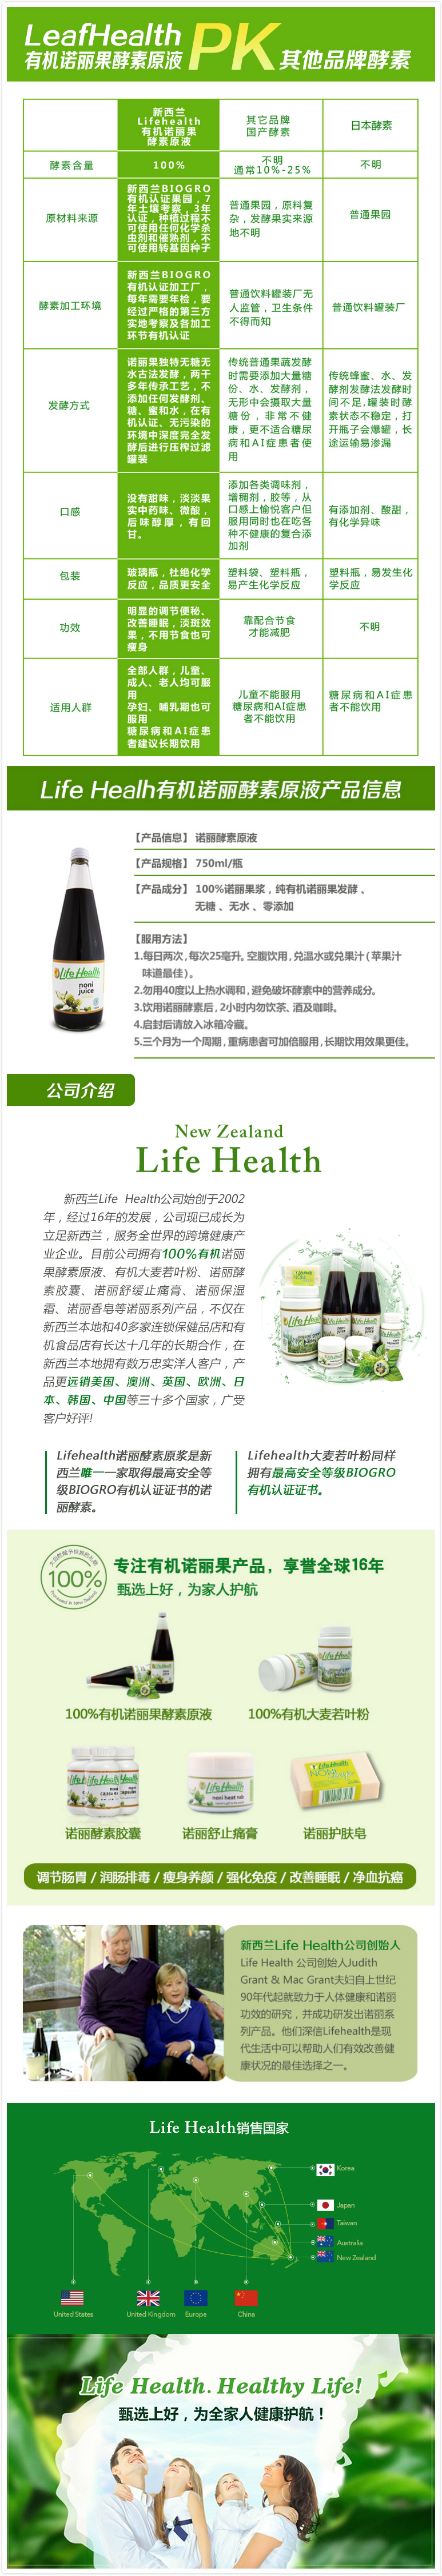 LeafHealth
有机诺丽果酵素原液
PK
其他品牌酵素
新西兰
Lifehealth
有机诺丽果
酵素原液
其它品牌
国产酵素
日本酵素
酵素含量
100%
不明
通常10%-25%
不明
原材料来源
新西兰BIOGRO
有机认证果园，7
年土壤考察，3年
认证，种植过程不
可使用任何化学杀
虫剂和催熟剂，不
可使用转基因种子
普通果园，原料复
杂，发酵果实来源
地不明
普通果园
酵素加工环境
新西兰BIOGRO
有机认证加工厂，
每年需要年检，要
经过严格的第三方
实地考察及各加工
环节有机认证
普通饮料罐装厂无
人监管，卫生条件
不得而知
普通饮料罐装厂
发酵方式
诺丽果独特无糖无
水古法发酵，两千
多年传承工艺，不
添加任何发酵剂、
糖、蜜和水，在有
机认证、无污染的
环境中深度完全发
酵后进行压榨过滤
罐装
传统普通果蔬发酵
时需要添加大量糖
份、水、发酵剂，
无形中会摄取大量
糖份，非常不健
康，更不适合糖尿
病和AI症患者使
用
传统蜂蜜、水、发
酵剂发酵法发酵时
间不足，罐装时酵
素状态不稳定，打
开瓶子会爆罐，长
途运输易渗漏
口感
没有甜味，淡淡果
实中药味、微酸，
后味醇厚，有回
甘。
添加各类调味剂，
增稠剂，胶等，从
口感上愉悦客户但
服用同时也在吃各
种不健康的复合添
加剂
有添加剂、酸甜，
有化学异味
包装
玻璃瓶，杜绝化学
反应，品质更安全
塑料袋、塑料瓶，
易产生化学反应
塑料瓶，易发生化
学反应
功效
明显的调节便秘、
改善睡眠，淡斑效
果，不用节食也可
瘦身
靠配合节食
才能减肥
不明
适用人群
全部人群，儿童、
成人、老人均可服
用
孕妇、哺乳期也可
服用
糖尿病和AI症患
者建议长期饮用
儿童不能服用
糖尿病和AI症患
者不能饮用
糖尿病和AI症患
者不能饮用
Life Healh有机诺丽酵素原液产品信息
Life Health
noni
juice
【产品信息】 诺丽酵素原液
【产品规格】 750ml/瓶
【产品成分】 100%诺丽果浆，纯有机诺丽果发酵、
无糖 、无水 、零添加
【服用方法】
1.每日两次，每次25毫升。空腹饮用，兑温水或兑果汁（苹果汁
味道最佳）。
2.勿用40度以上热水调和，避免破坏酵素中的营养成分。
3.饮用诺丽酵素后，2小时内勿饮茶、酒及咖啡。
4.启封后请放入冰箱冷藏。
5.三个月为一个周期，重病患者可加倍服用，长期饮用效果更佳。
公司介绍
New Zealand
Life Health
新西兰Life Health公司始创于2002
年，经过16年的发展，公司现已成长为
立足新西兰，服务全世界的跨境健康产
业企业。目前公司拥有100%有机诺丽
果酵素原液、有机大麦若叶粉、诺丽酵
素胶囊、诺丽舒缓止痛膏、诺丽保湿
霜、诺丽香皂等诺丽系列产品，不仅在
新西兰本地和40多家连锁保健品店和有
机食品店有长达十几年的长期合作，在
新西兰本地拥有数万忠实洋人客户，产
品更远销美国、澳洲、英国、欧洲、日
本、韩国、中国等三十多个国家，广受
客户好评!
Lifehealth诺丽酵素原浆是新
西兰唯一一家取得最高安全等
级BIOGRO有机认证证书的诺
丽酵素。
Lifehealth大麦若叶粉同样
拥有最高安全等级BIOGRO
有机认证证书。
100%
专注有机诺丽果产品，享誉全球16年
甄选上好，为家人护航
100%有机诺丽果酵素原液
100%有机大麦若叶粉
Life Health
noni heat rub
诺丽酵素胶囊
诺丽舒止痛膏
诺丽护肤皂
调节肠胃 / 润肠排毒 / 瘦身养颜 / 强化免疫 / 改善睡眠 / 净血抗癌
新西兰Life Health公司创始人
Life Health 公司创始人Judith
Grant & Mac Grant夫妇自上世纪
90年代起就致力于人体健康和诺丽
功效的研究，并成功研发出诺丽系
列产品。他们深信Lifehealth是现
代生活中可以帮助人们有效改善健
康状况的最佳选择之一。
Life Health销售国家
Korea
Japan
Taiwan
Australia
New Zealand
United States
United Kingdom
Europe
China
Life Health. Healthy Life!
甄选上好，为全家人健康护航！